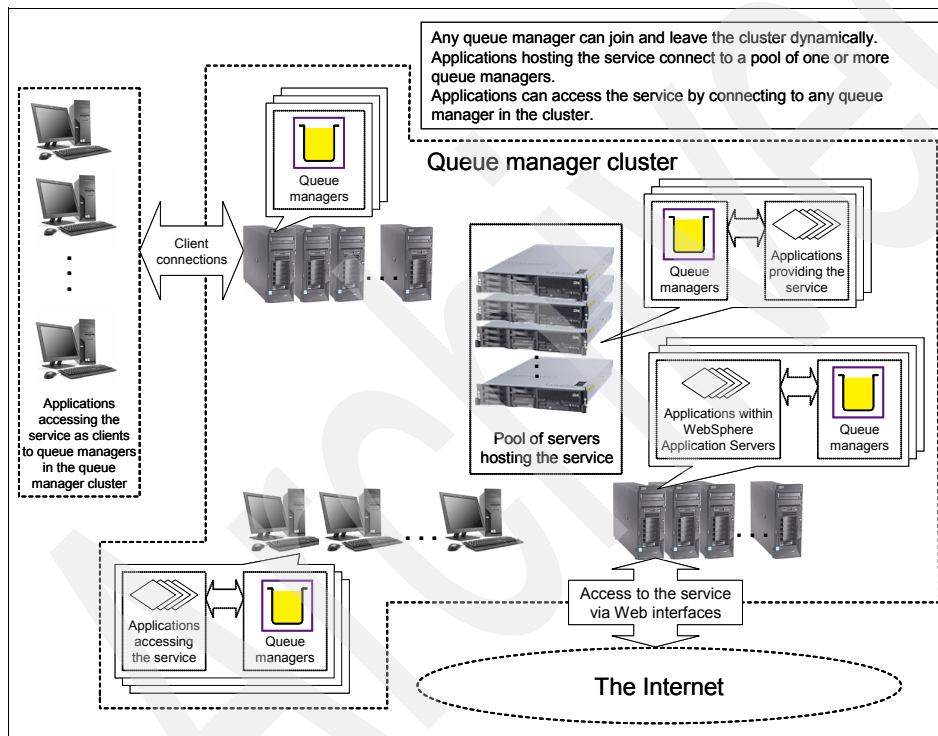 Any queue manager can join and leave the cluster dynamically.
Applications hosting the service connect to a pool of one or more
queue managers.
Applications can access the service by connecting to any queue
manager in the cluster.
Queue manager cluster
Queue
managers
Client
connections
Applications
accessing the
service as clients
to queue managers
in the queue
manager cluster
Queue
managers
Applications
providing the
service
Pool of servers
hosting the service
Applications within
WebSphere
Application Servers
Queue
managers
Applications
accessing
the service
Queue
managers
Access to the service
via Web interfaces
The Internet
Archived